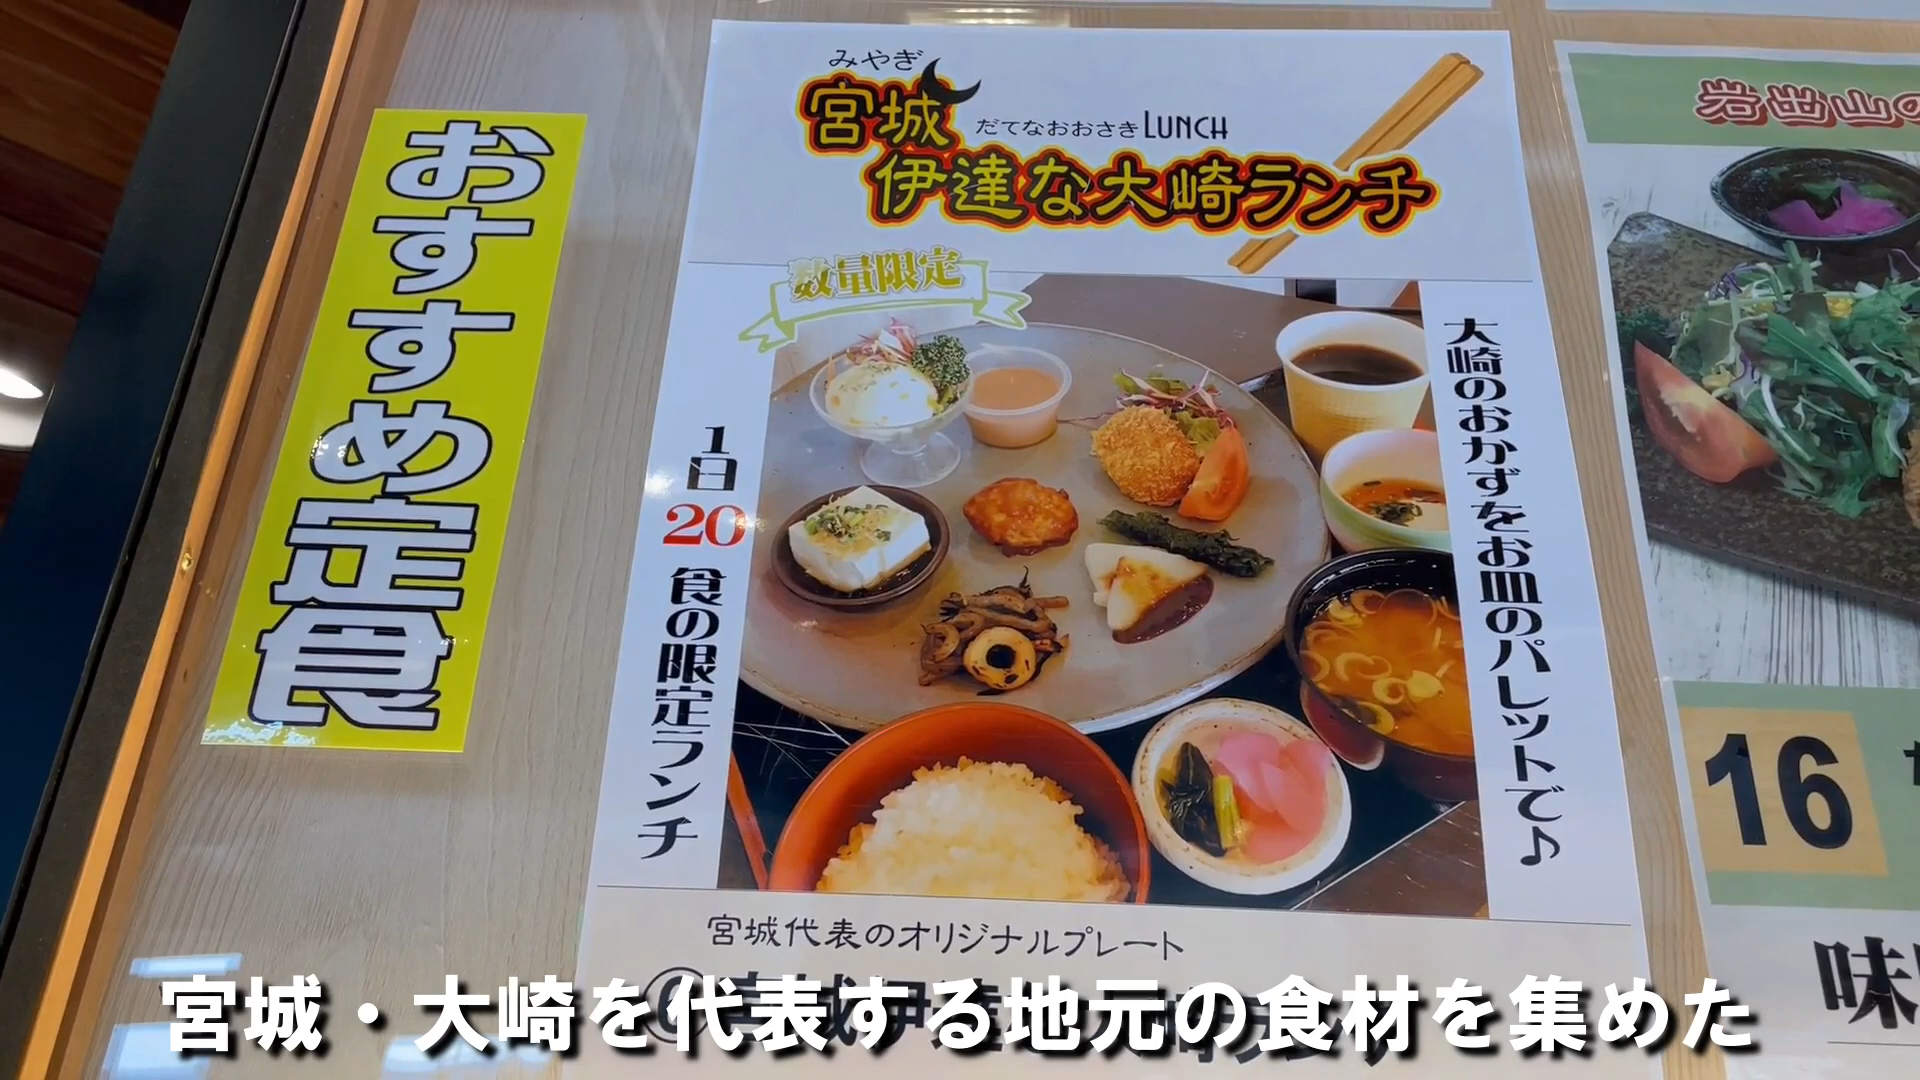 おすすめ定食
みやぎ
宮城
だてなおおさきLUNCH
伊達な大崎ランチ
数量限定
1日20食の限定ランチ
大崎のおかずをお皿のパレットで♪
宮城代表のオリジナルプレート
岩出山の
16
味
宮城・大崎を代表する地元の食材を集めた